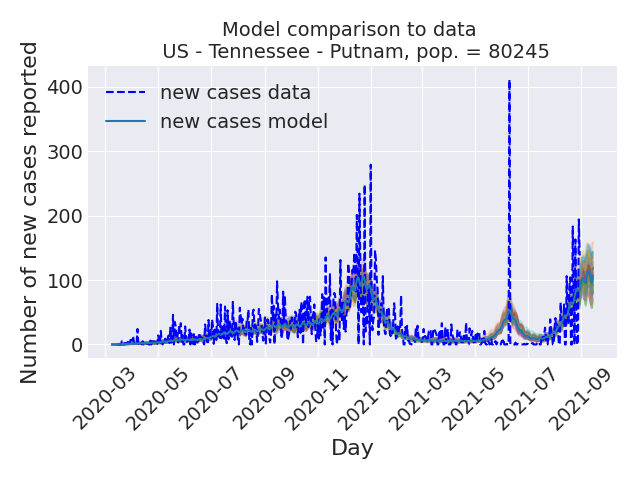 Model comparison to data
US - Tennessee - Putnam, pop. = 80245
Number of new cases reported
400
300
200
100
0
new cases data
new cases model
2020-03
2020-05
2020-07
2020-09
2020-11
2021-01
2021-03
2021-05
2021-07
2021-09
Day